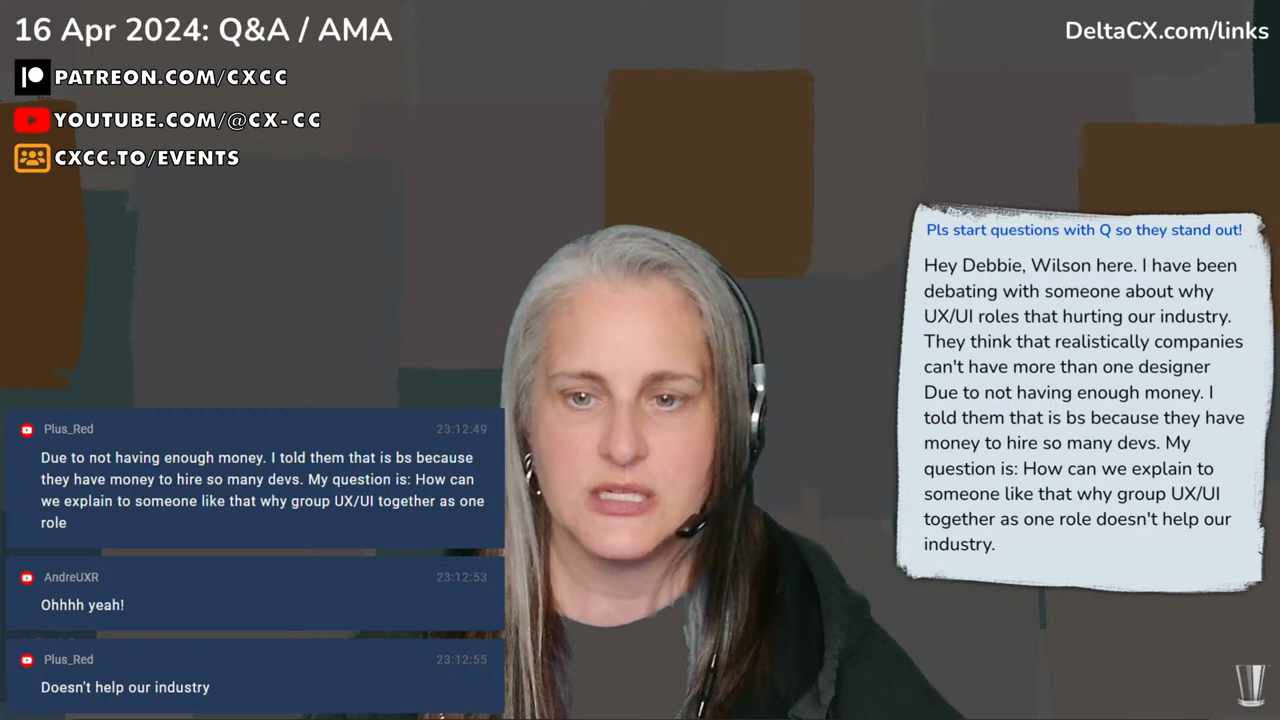 16 Apr 2024: Q&A / AMA
DeltaCX.com/links
PATREON.COM/CXCC
YOUTUBE.COM/@CX-CC
CXCC.TO/EVENTS
Pls start questions with Q so they stand out!
Hey Debbie, Wilson here. I have been
debating with someone about why
UX/UI roles that hurting our industry.
They think that realistically companies
can't have more than one designer
Due to not having enough money. I
told them that is bs because they have
money to hire so many devs. My
question is: How can we explain to
someone like that why group UX/UI
together as one role doesn't help our
industry.
Plus_Red 23:12:49
Due to not having enough money. I told them that is bs because
they have money to hire so many devs. My question is: How can
we explain to someone like that why group UX/UI together as one
role
AndreUXR 23:12:53
Ohhhh yeah!
Plus_Red 23:12:55
Doesn't help our industry